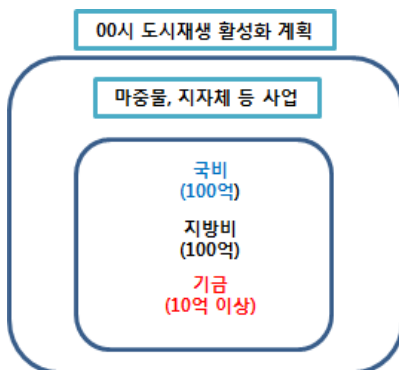 00시 도시재생 활성화 계획
마중물, 지자체 등 사업
국비
(100억)
지방비
(100억)
기금
(10억 이상)